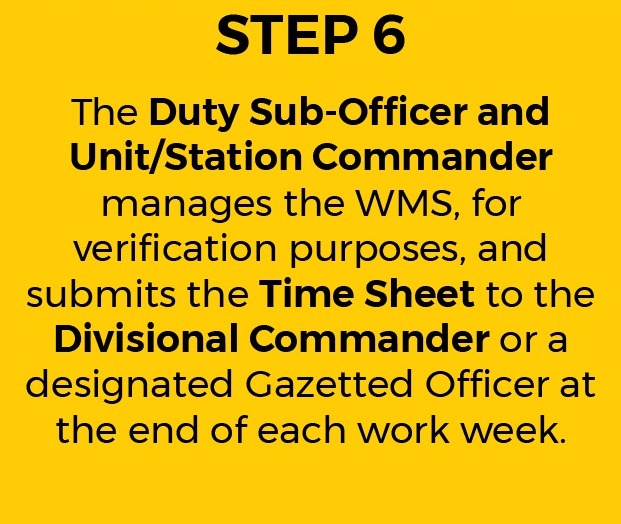 STEP 6
The Duty Sub-Officer and
Unit/Station Commander
manages the WMS, for
verification purposes, and
submits the Time Sheet to the
Divisional Commander or a
designated Gazetted Officer at
the end of each work week.